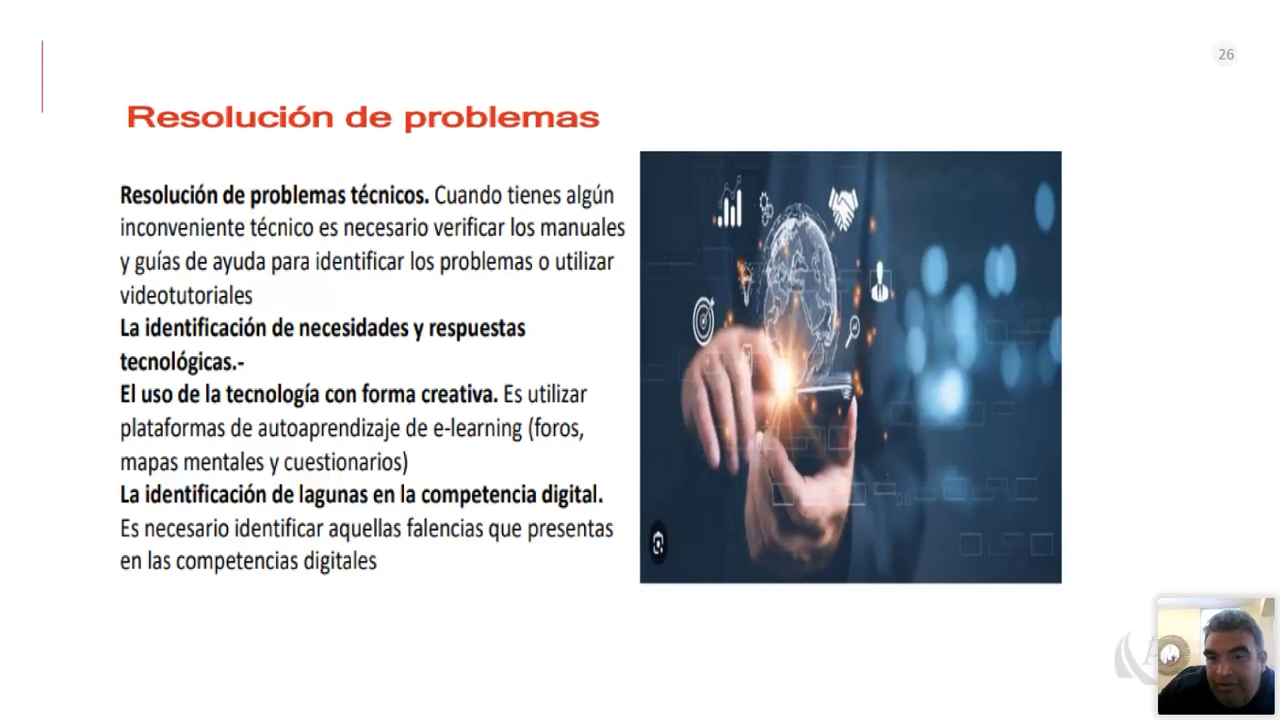 26
Resolución de problemas
Resolución de problemas técnicos. Cuando tienes algún
inconveniente técnico es necesario verificar los manuales
y guías de ayuda para identificar los problemas o utilizar
videotutoriales
La identificación de necesidades y respuestas
tecnológicas.-
El uso de la tecnología con forma creativa. Es utilizar
plataformas de autoaprendizaje de e-learning (foros,
mapas mentales y cuestionarios)
La identificación de lagunas en la competencia digital.
Es necesario identificar aquellas falencias que presentas
en las competencias digitales